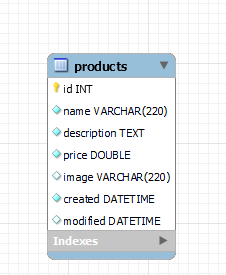 products
id INT
name VARCHAR(220)
description TEXT
price DOUBLE
image VARCHAR(220)
created DATETIME
modified DATETIME
Indexes